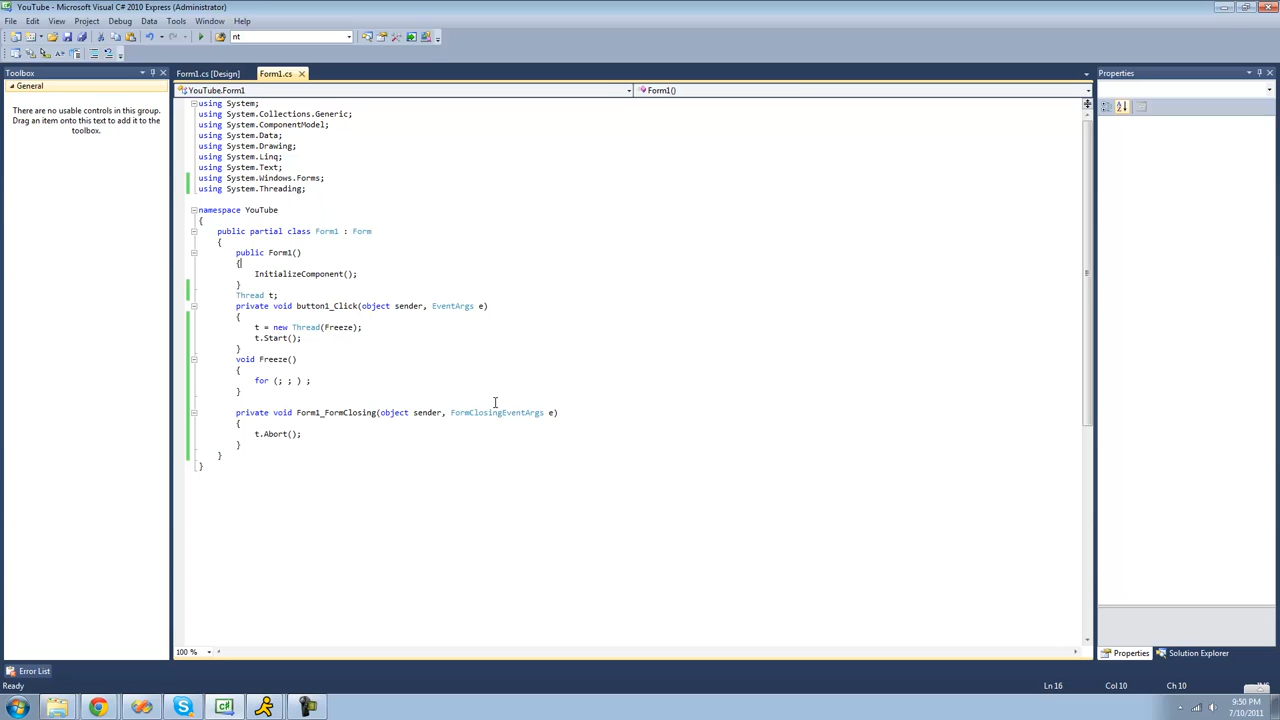 YouTube - Microsoft Visual C# 2010 Express (Administrator)
File Edit View Project Debug Data Tools Window Help
nt
Toolbox
Form1.cs [Design] Form1.cs
Properties
General
YouTube.Form1 Form1()
There are no usable controls in this group. Drag an item onto this text to add it to the toolbox.
using System;
using System.Collections.Generic;
using System.ComponentModel;
using System.Data;
using System.Drawing;
using System.Linq;
using System.Text;
using System.Windows.Forms;
using System.Threading;
namespace YouTube
{
public partial class Form1 : Form
{
public Form1()
{
InitializeComponent();
}
Thread t;
private void button1_Click(object sender, EventArgs e)
{
t = new Thread(Freeze);
t.Start();
}
void Freeze()
{
for (; ; ) ;
}
private void Form1_FormClosing(object sender, FormClosingEventArgs e)
{
t.Abort();
}
}
}
100 %
Properties Solution Explorer
Error List
Ready Ln 16 Col 10 Ch 10 INS
9:50 PM
7/10/2011